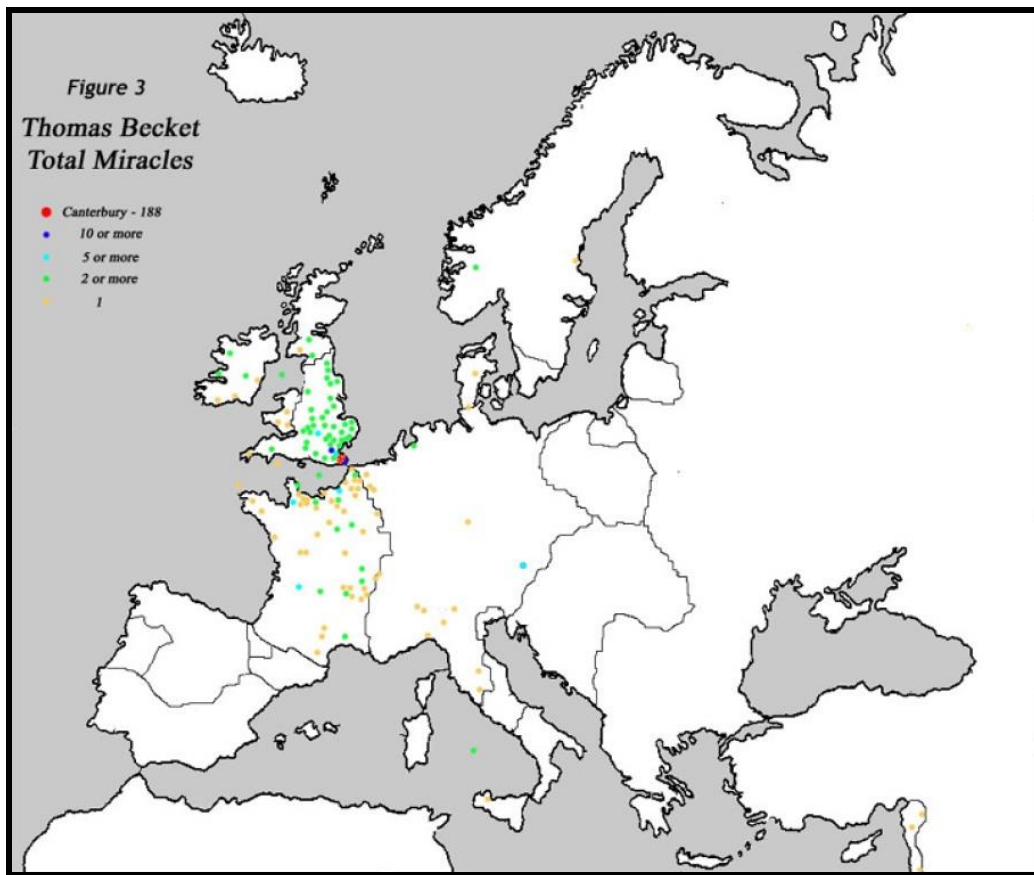 Figure 3
Thomas Becket
Total Miracles
Canterbury - 188
10 or more
5 or more
2 or more
1